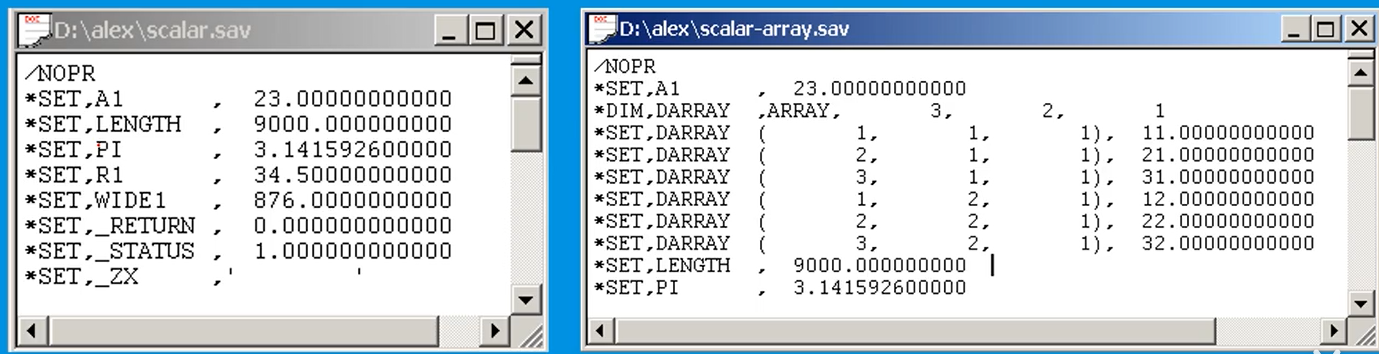 D:\alex\scalar.sav
/NOPR
*SET,A1       ,  23.00000000000
*SET,LENGTH   ,  9000.000000000
*SET,PI       ,  3.141592600000
*SET,R1       ,  34.50000000000
*SET,WIDE1    ,  876.0000000000
*SET,_RETURN  ,  0.000000000000
*SET,_STATUS  ,  1.000000000000
*SET,_ZX      ,'          '
D:\alex\scalar-array.sav
/NOPR
*SET,A1       ,  23.00000000000
*DIM,DARRAY   ,ARRAY,        3,        2,        1
*SET,DARRAY   (        1,        1,        1), 11.00000000000
*SET,DARRAY   (        2,        1,        1), 21.00000000000
*SET,DARRAY   (        3,        1,        1), 31.00000000000
*SET,DARRAY   (        1,        2,        1), 12.00000000000
*SET,DARRAY   (        2,        2,        1), 22.00000000000
*SET,DARRAY   (        3,        2,        1), 32.00000000000
*SET,LENGTH   ,  9000.000000000
*SET,PI       ,  3.141592600000